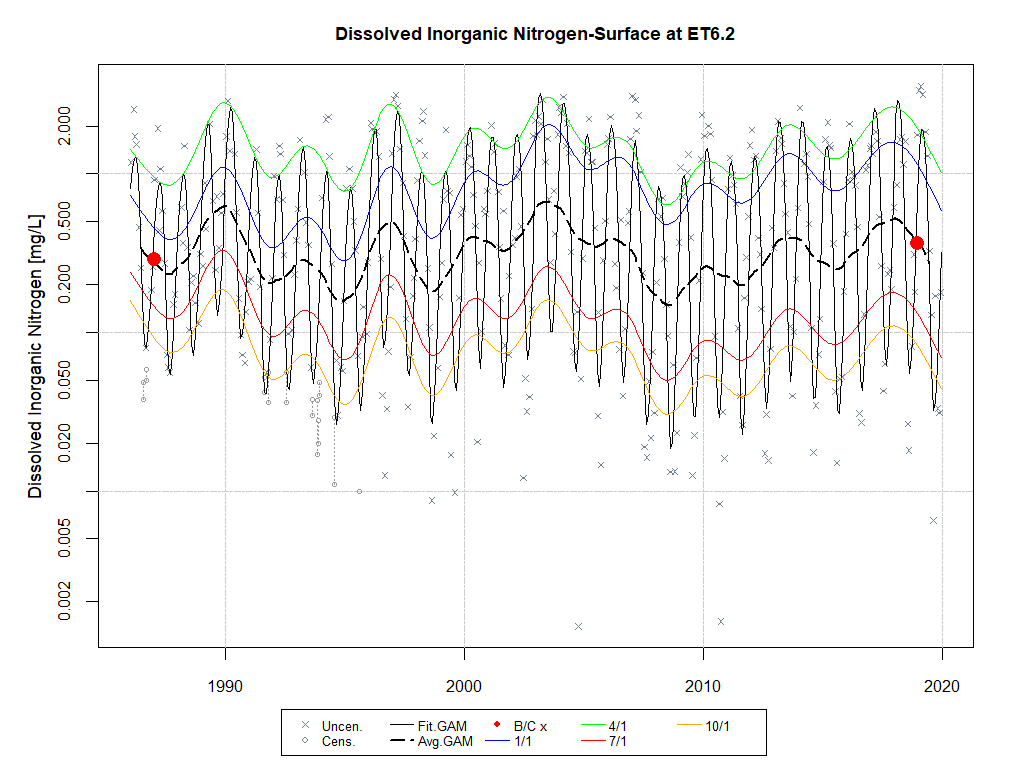 Dissolved Inorganic Nitrogen-Surface at ET6.2
Dissolved Inorganic Nitrogen [mg/L]
2.000
0.500
0.200
0.050
0.020
0.005
0.002
1990 2000 2010 2020
Uncen. Fit.GAM B/C x 4/1 10/1
Cens. Avg.GAM 1/1 7/1